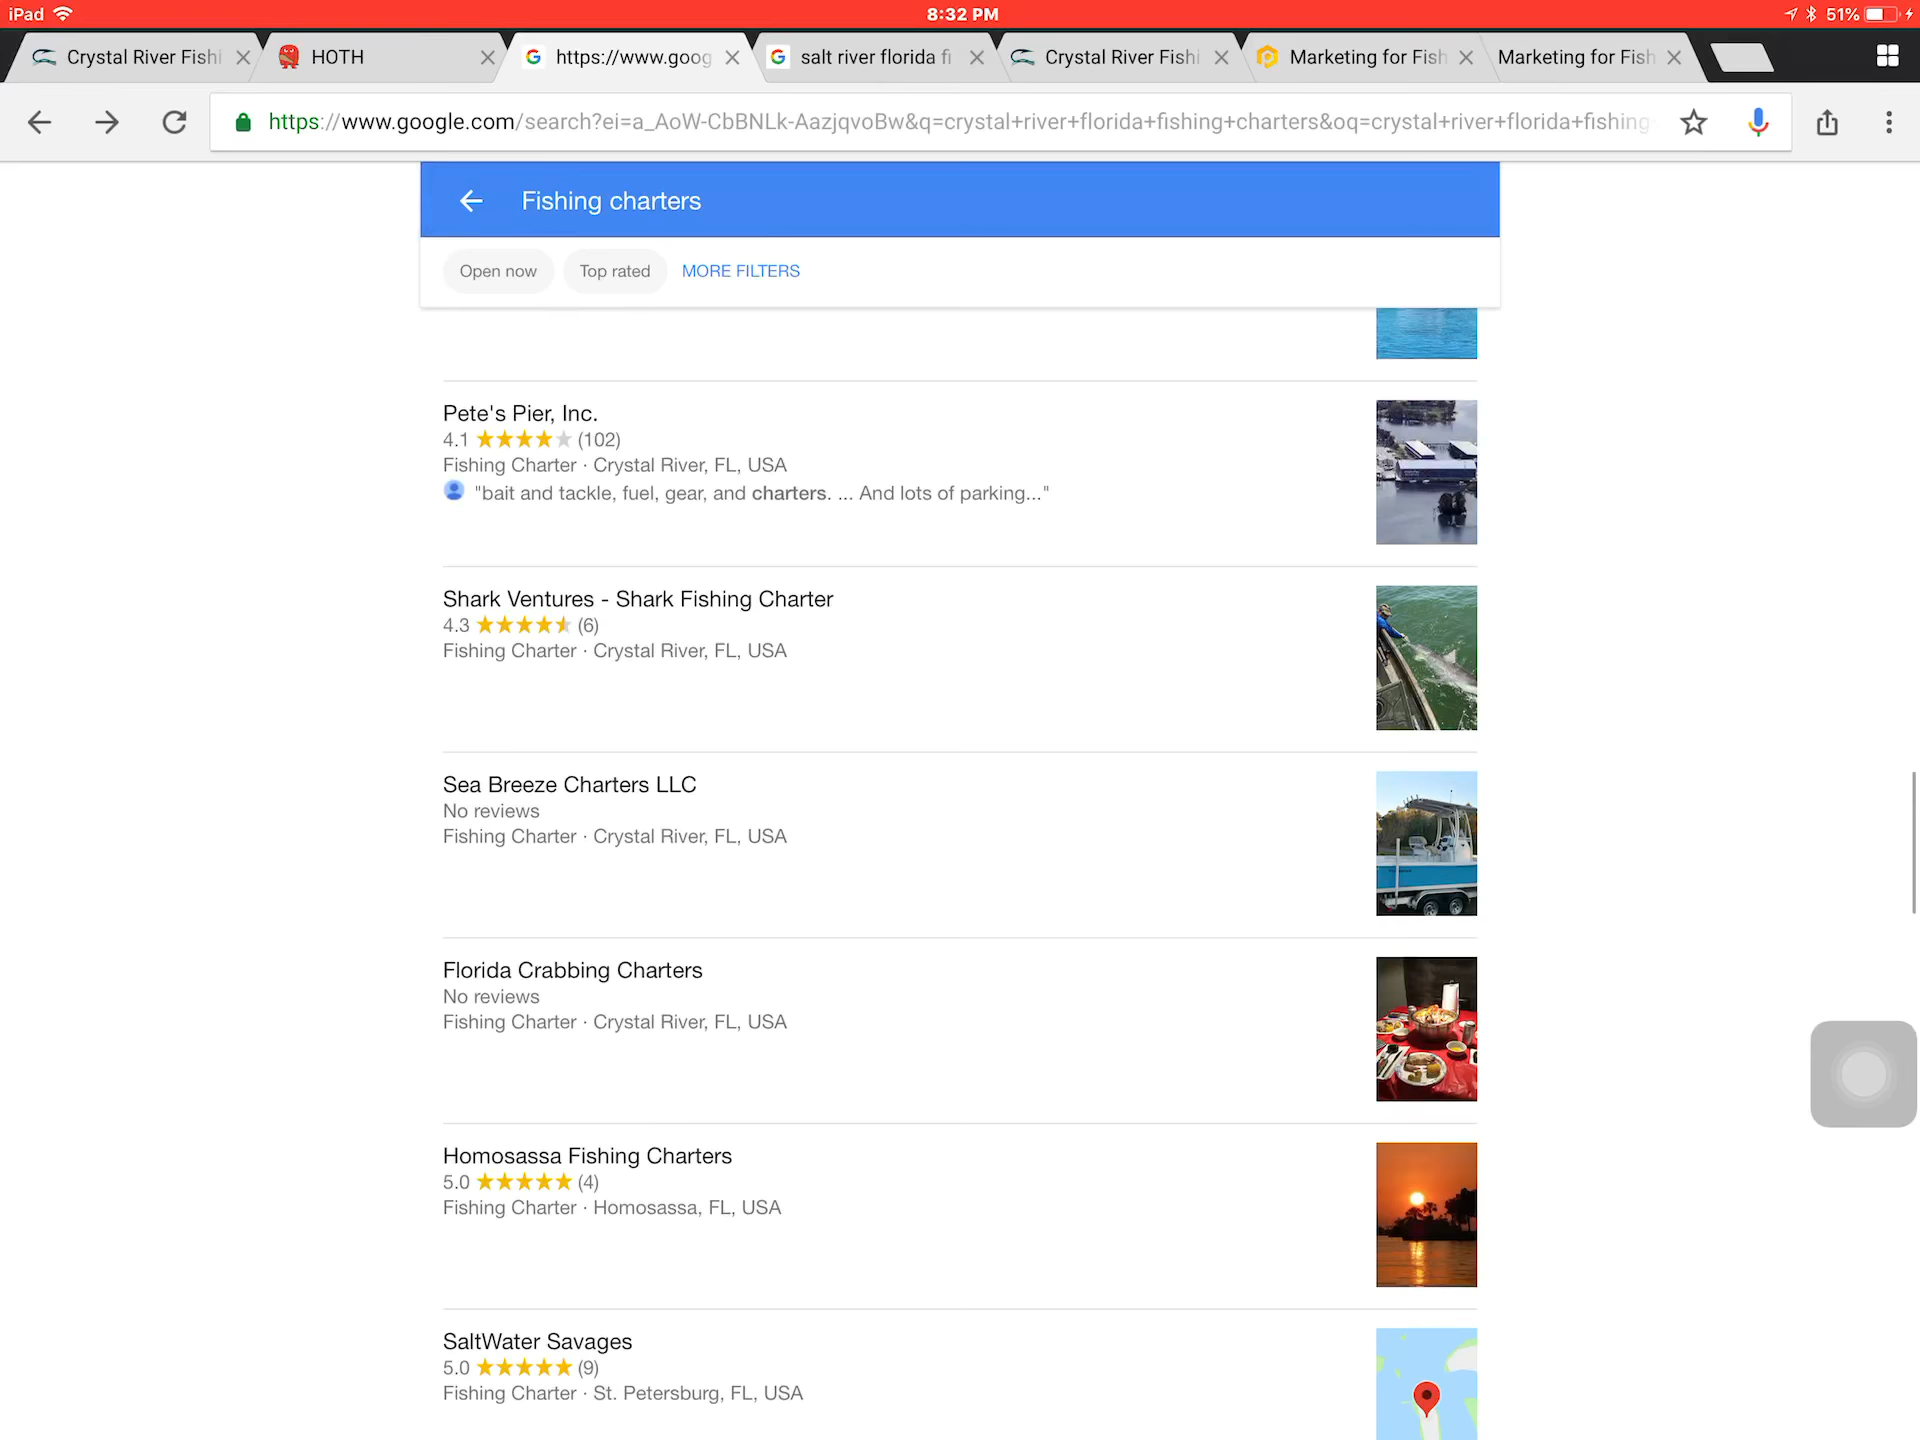 iPad
8:32 PM
51%
Crystal River Fishi
HOTH
https://www.goog
salt river florida fi
Crystal River Fishi
Marketing for Fish
Marketing for Fish
https://www.google.com/search?ei=a_AoW-CbBNLk-AazjqvoBw&q=crystal+river+florida+fishing+charters&oq=crystal+river+florida+fishing-
Fishing charters
Open now
Top rated
MORE FILTERS
Pete's Pier, Inc.
4.1 ★★★★★ (102)
Fishing Charter · Crystal River, FL, USA
"bait and tackle, fuel, gear, and charters. ... And lots of parking..."
Shark Ventures - Shark Fishing Charter
4.3 ★★★★★ (6)
Fishing Charter · Crystal River, FL, USA
Sea Breeze Charters LLC
No reviews
Fishing Charter · Crystal River, FL, USA
Florida Crabbing Charters
No reviews
Fishing Charter · Crystal River, FL, USA
Homosassa Fishing Charters
5.0 ★★★★★ (4)
Fishing Charter · Homosassa, FL, USA
SaltWater Savages
5.0 ★★★★★ (9)
Fishing Charter · St. Petersburg, FL, USA